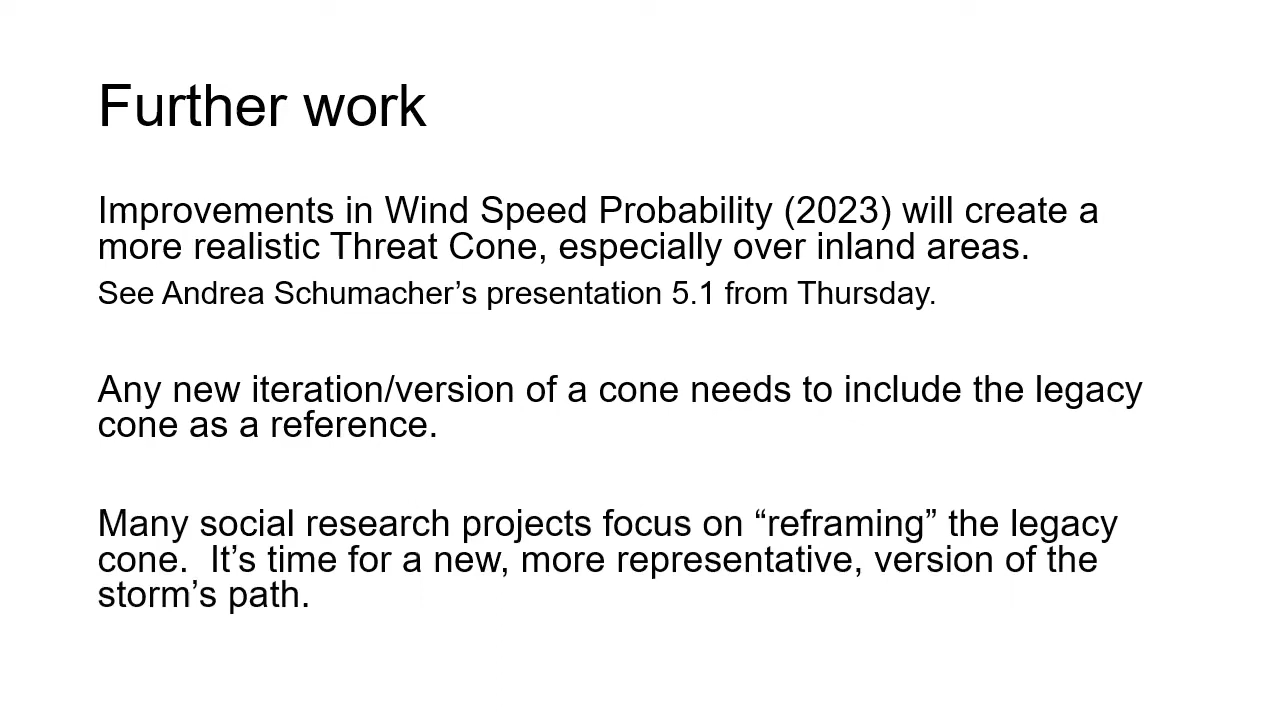 Further work
Improvements in Wind Speed Probability (2023) will create a
more realistic Threat Cone, especially over inland areas.
See Andrea Schumacher’s presentation 5.1 from Thursday.
Any new iteration/version of a cone needs to include the legacy
cone as a reference.
Many social research projects focus on “reframing” the legacy
cone.  It’s time for a new, more representative, version of the
storm’s path.